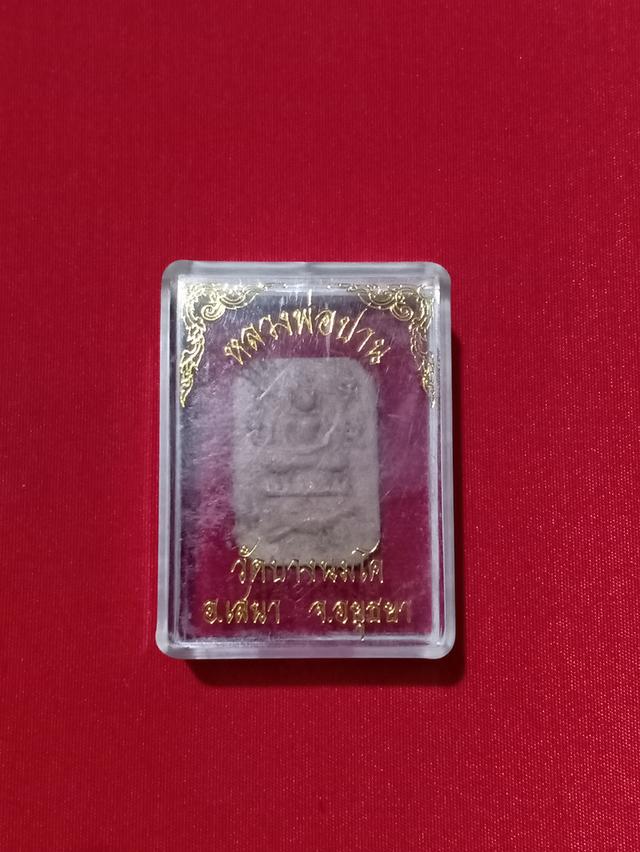 หลวงพ่อปาน
วัดบางนมโค
อ.เสนา จ.อยุธยา